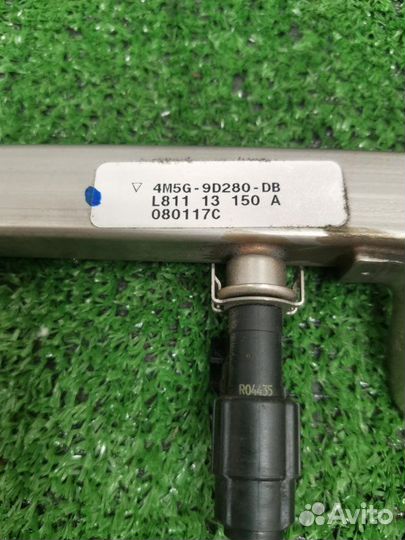 ▽ 4M5G-9D280-DB
L811 13 150 A
080117C
R04435
Avito